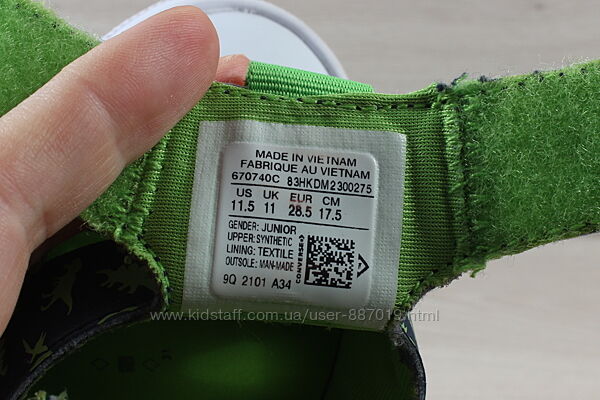 MADE IN VIETNAM
FABRIQUE AU VIETNAM
670740C 83HKDM2300275
US UK EUR CM
11.5 11 28.5 17.5
GENDER: JUNIOR
UPPER: SYNTHETIC
LINING: TEXTILE
OUTSOLE: MAN-MADE
CONVERSE
9Q 2101 A34
www.kidstaff.com.ua/user-887019.html